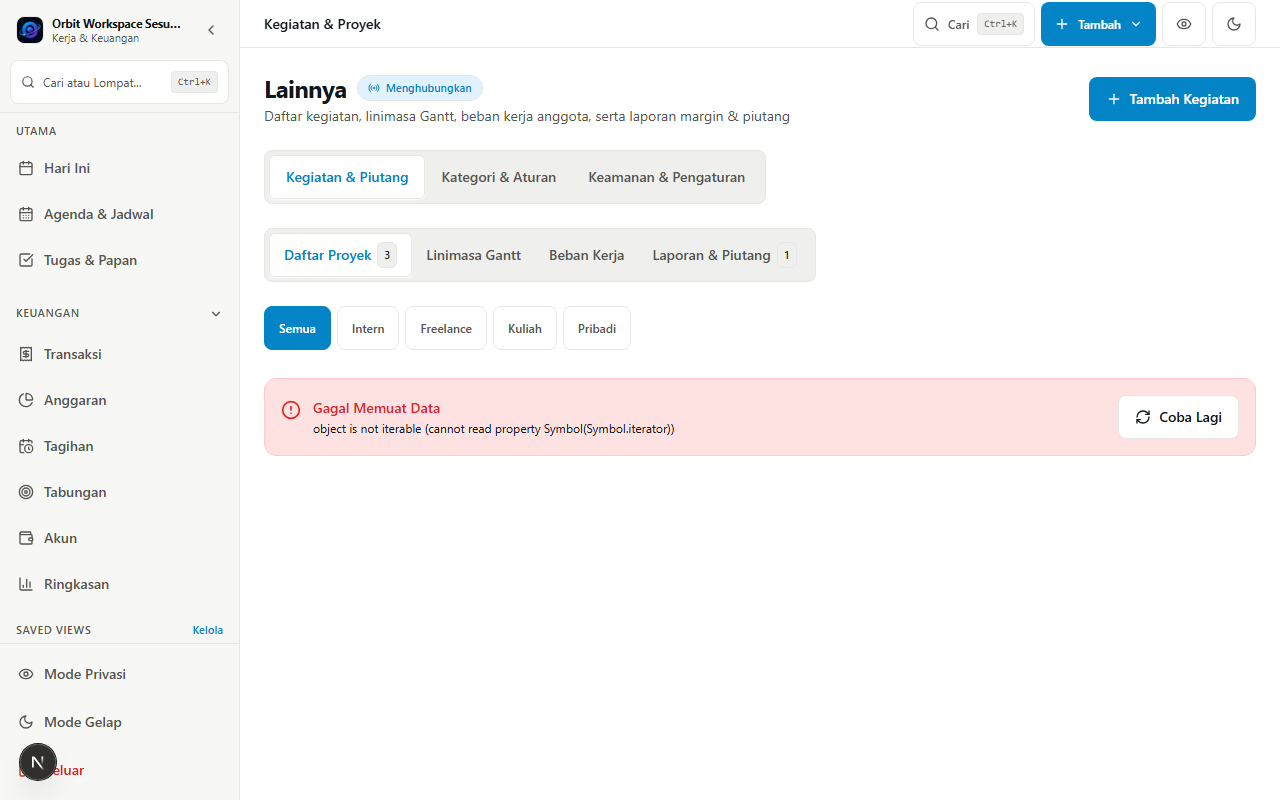 Orbit Workspace Sesu...
Kerja & Keuangan
Cari atau Lompat... Ctrl+K
UTAMA
Hari Ini
Agenda & Jadwal
Tugas & Papan
KEUANGAN
Transaksi
Anggaran
Tagihan
Tabungan
Akun
Ringkasan
SAVED VIEWS Kelola
Mode Privasi
Mode Gelap
N eluar
Kegiatan & Proyek
Cari Ctrl+K
Tambah
Lainnya Menghubungkan
Daftar kegiatan, linimasa Gantt, beban kerja anggota, serta laporan margin & piutang
Tambah Kegiatan
Kegiatan & Piutang Kategori & Aturan Keamanan & Pengaturan
Daftar Proyek 3 Linimasa Gantt Beban Kerja Laporan & Piutang 1
Semua Intern Freelance Kuliah Pribadi
Gagal Memuat Data
object is not iterable (cannot read property Symbol(Symbol.iterator))
Coba Lagi